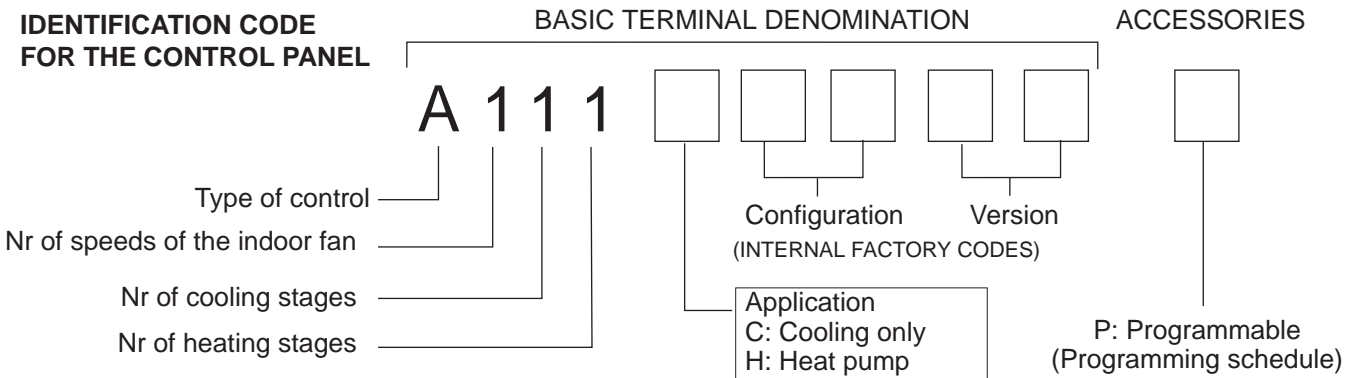 IDENTIFICATION CODE
FOR THE CONTROL PANEL
BASIC TERMINAL DENOMINATION
ACCESSORIES
A 1 1 1
Type of control
Nr of speeds of the indoor fan
Nr of cooling stages
Nr of heating stages
Configuration Version
(INTERNAL FACTORY CODES)
Application
C: Cooling only
H: Heat pump
P: Programmable
(Programming schedule)